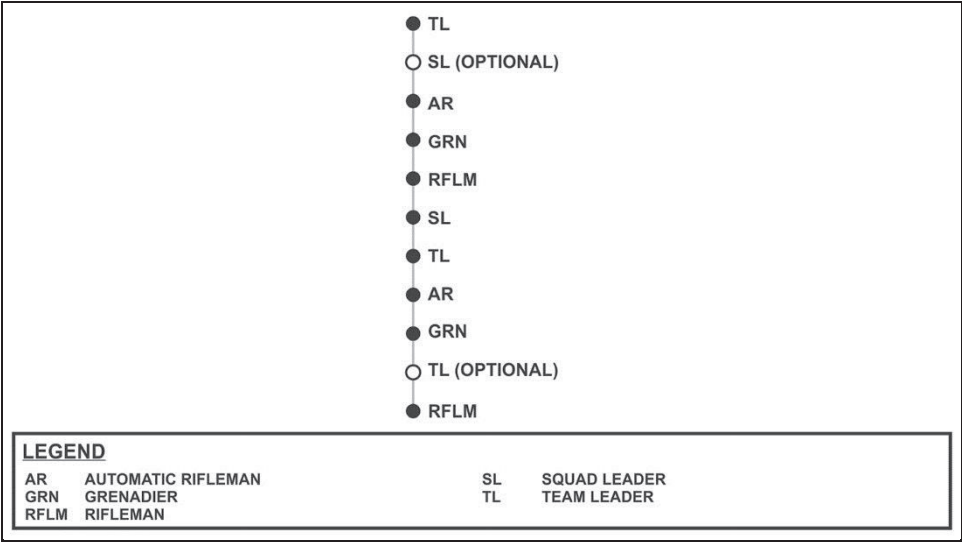 TL
SL (OPTIONAL)
AR
GRN
RFLM
SL
TL
AR
GRN
TL (OPTIONAL)
RFLM
LEGEND
AR AUTOMATIC RIFLEMAN SL SQUAD LEADER
GRN GRENADIER TL TEAM LEADER
RFLM RIFLEMAN